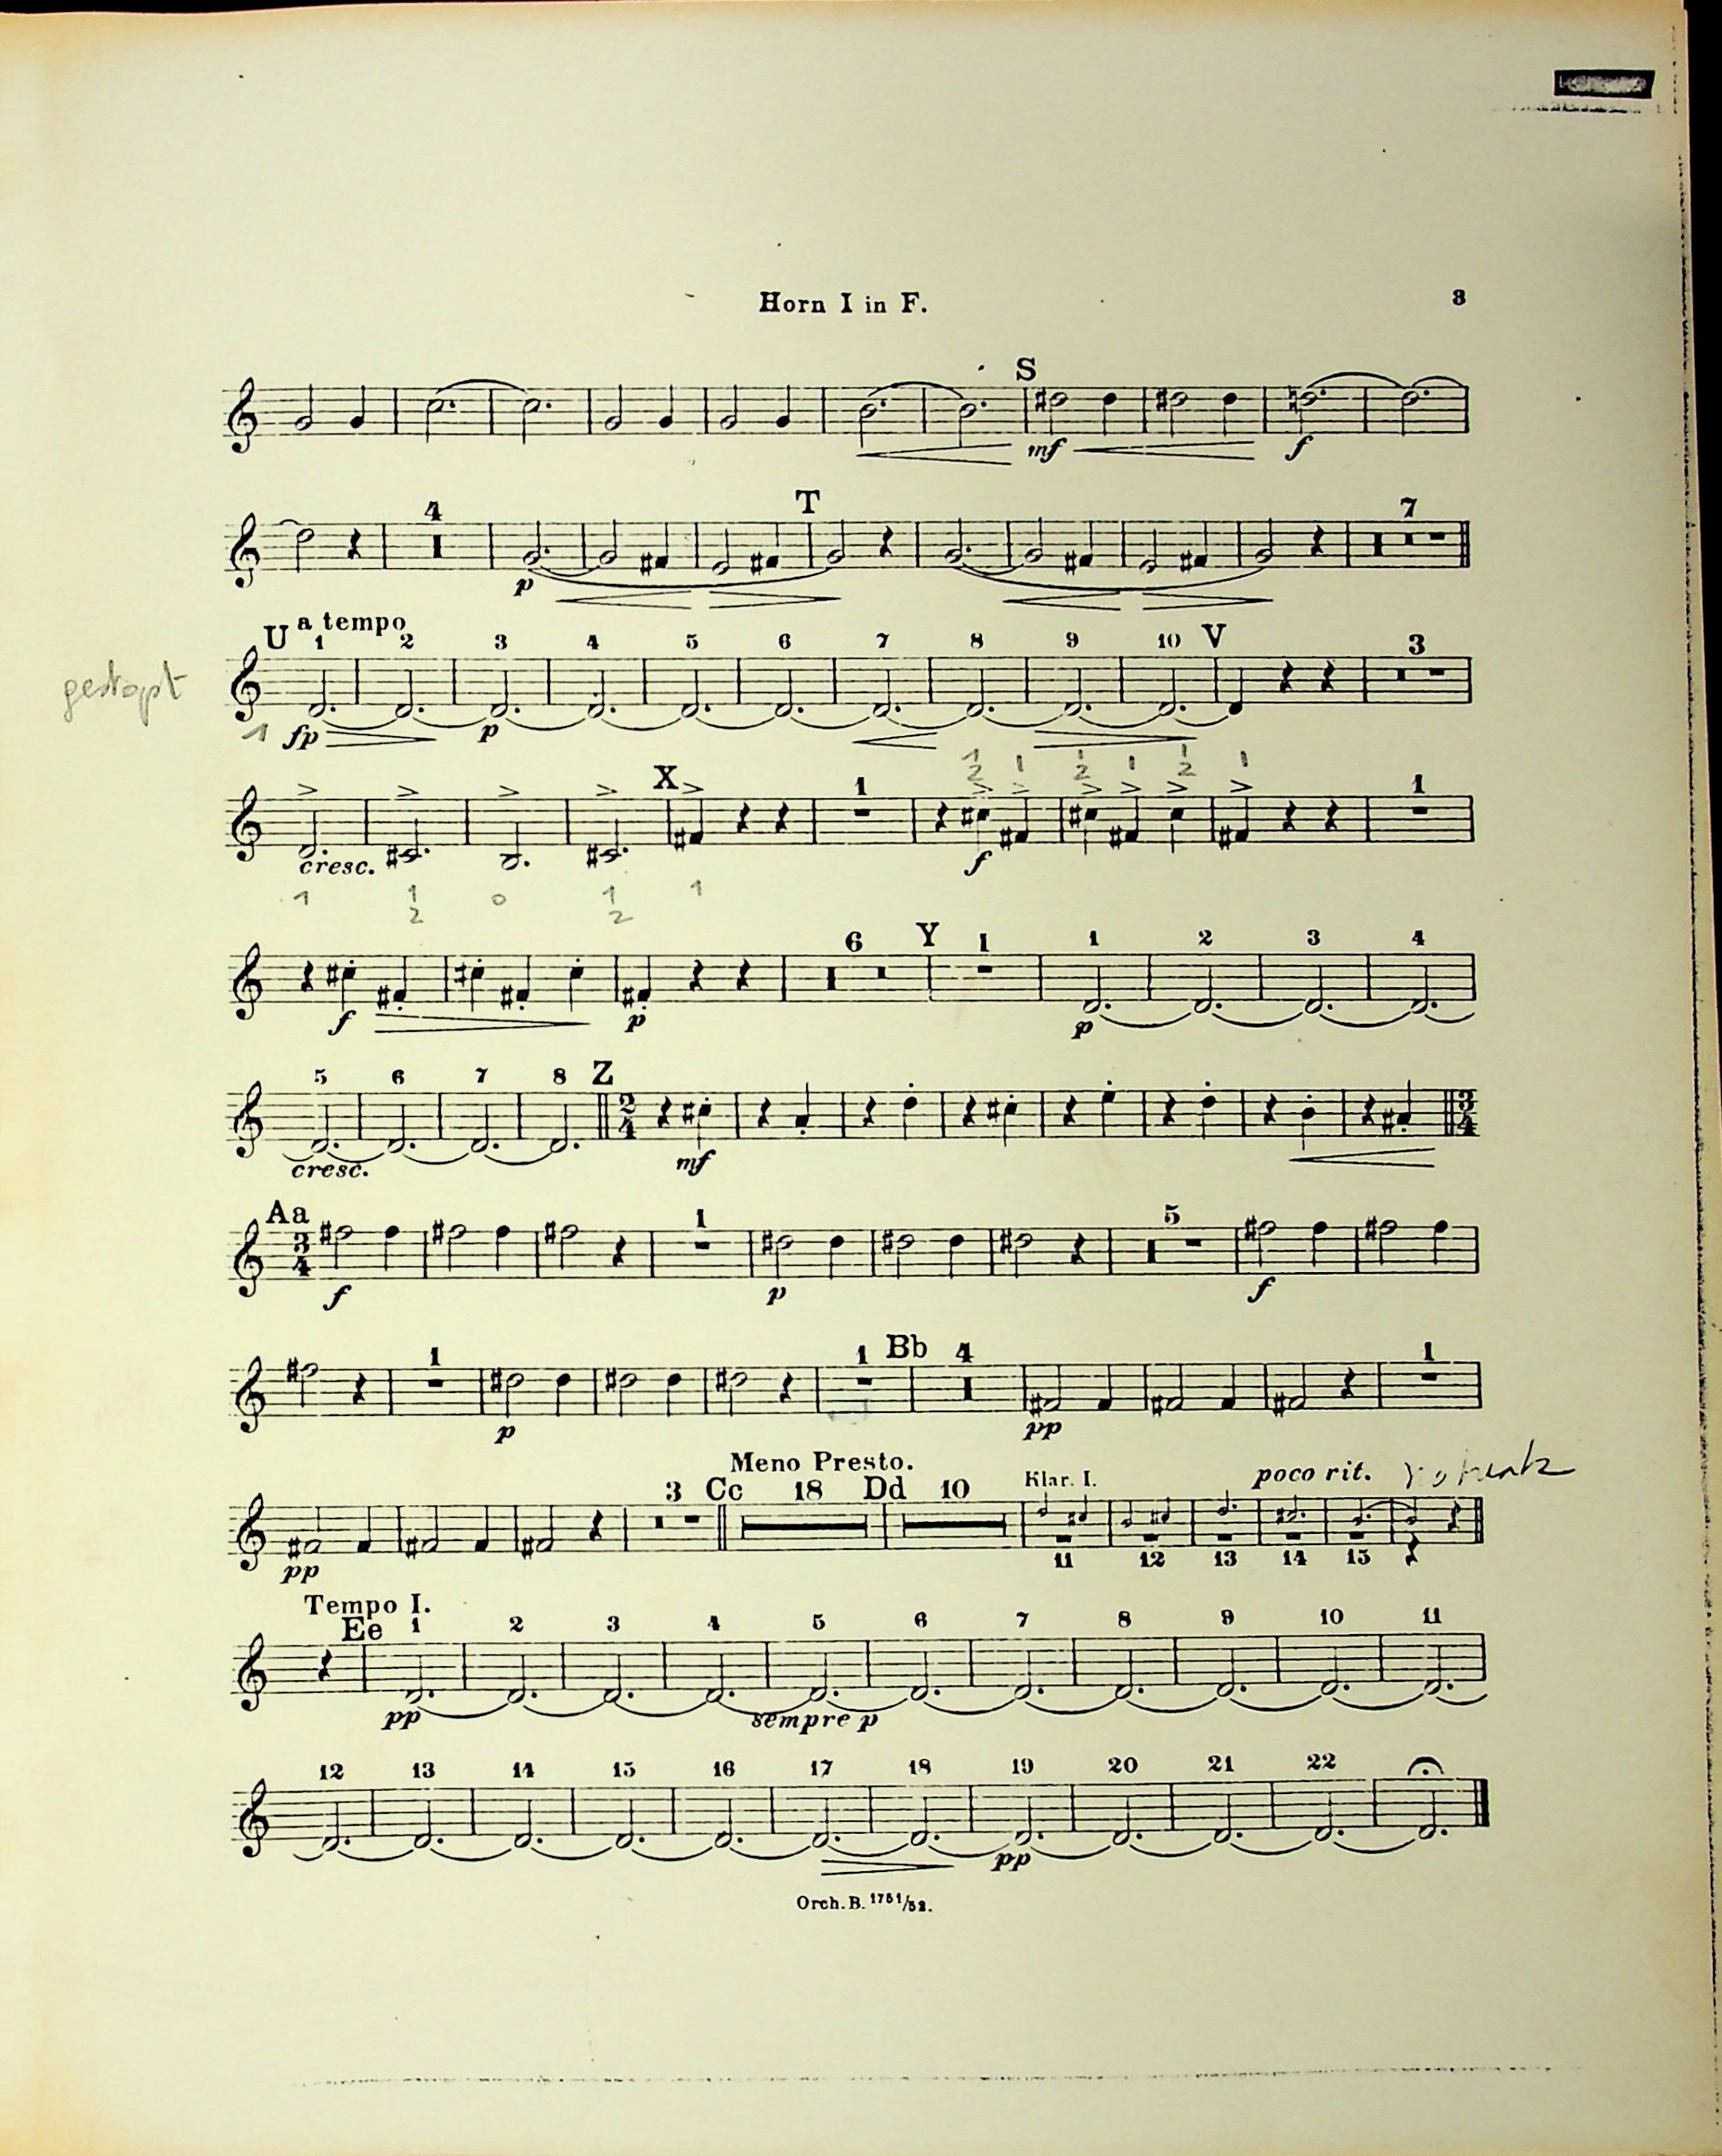 Horn I in F.
3
S
mf
f
4
T
7
p
U a tempo
1 2 3 4 5 6 7 8 9 10 V
3
gestopt
1
fp
p
1 2 1 1 2 1 1 2 1
X
1
1
cresc.
f
1 1 2 0 1 2 1
6 Y 1 1 2 3 4
f
p
p
5 6 7 8 Z
2 4
3 4
cresc.
mf
Aa
3 4
1
5
f
p
f
1
1 Bb 4
1
p
pp
Meno Presto.
3 Cc 18 Dd 10
Klar. I.
poco rit.
pp
11 12 13 14 15
Tempo I.
Ee 1 2 3 4 5 6 7 8 9 10 11
pp
sempre p
12 13 14 15 16 17 18 19 20 21 22
pp
Orch. B. 1751/52.